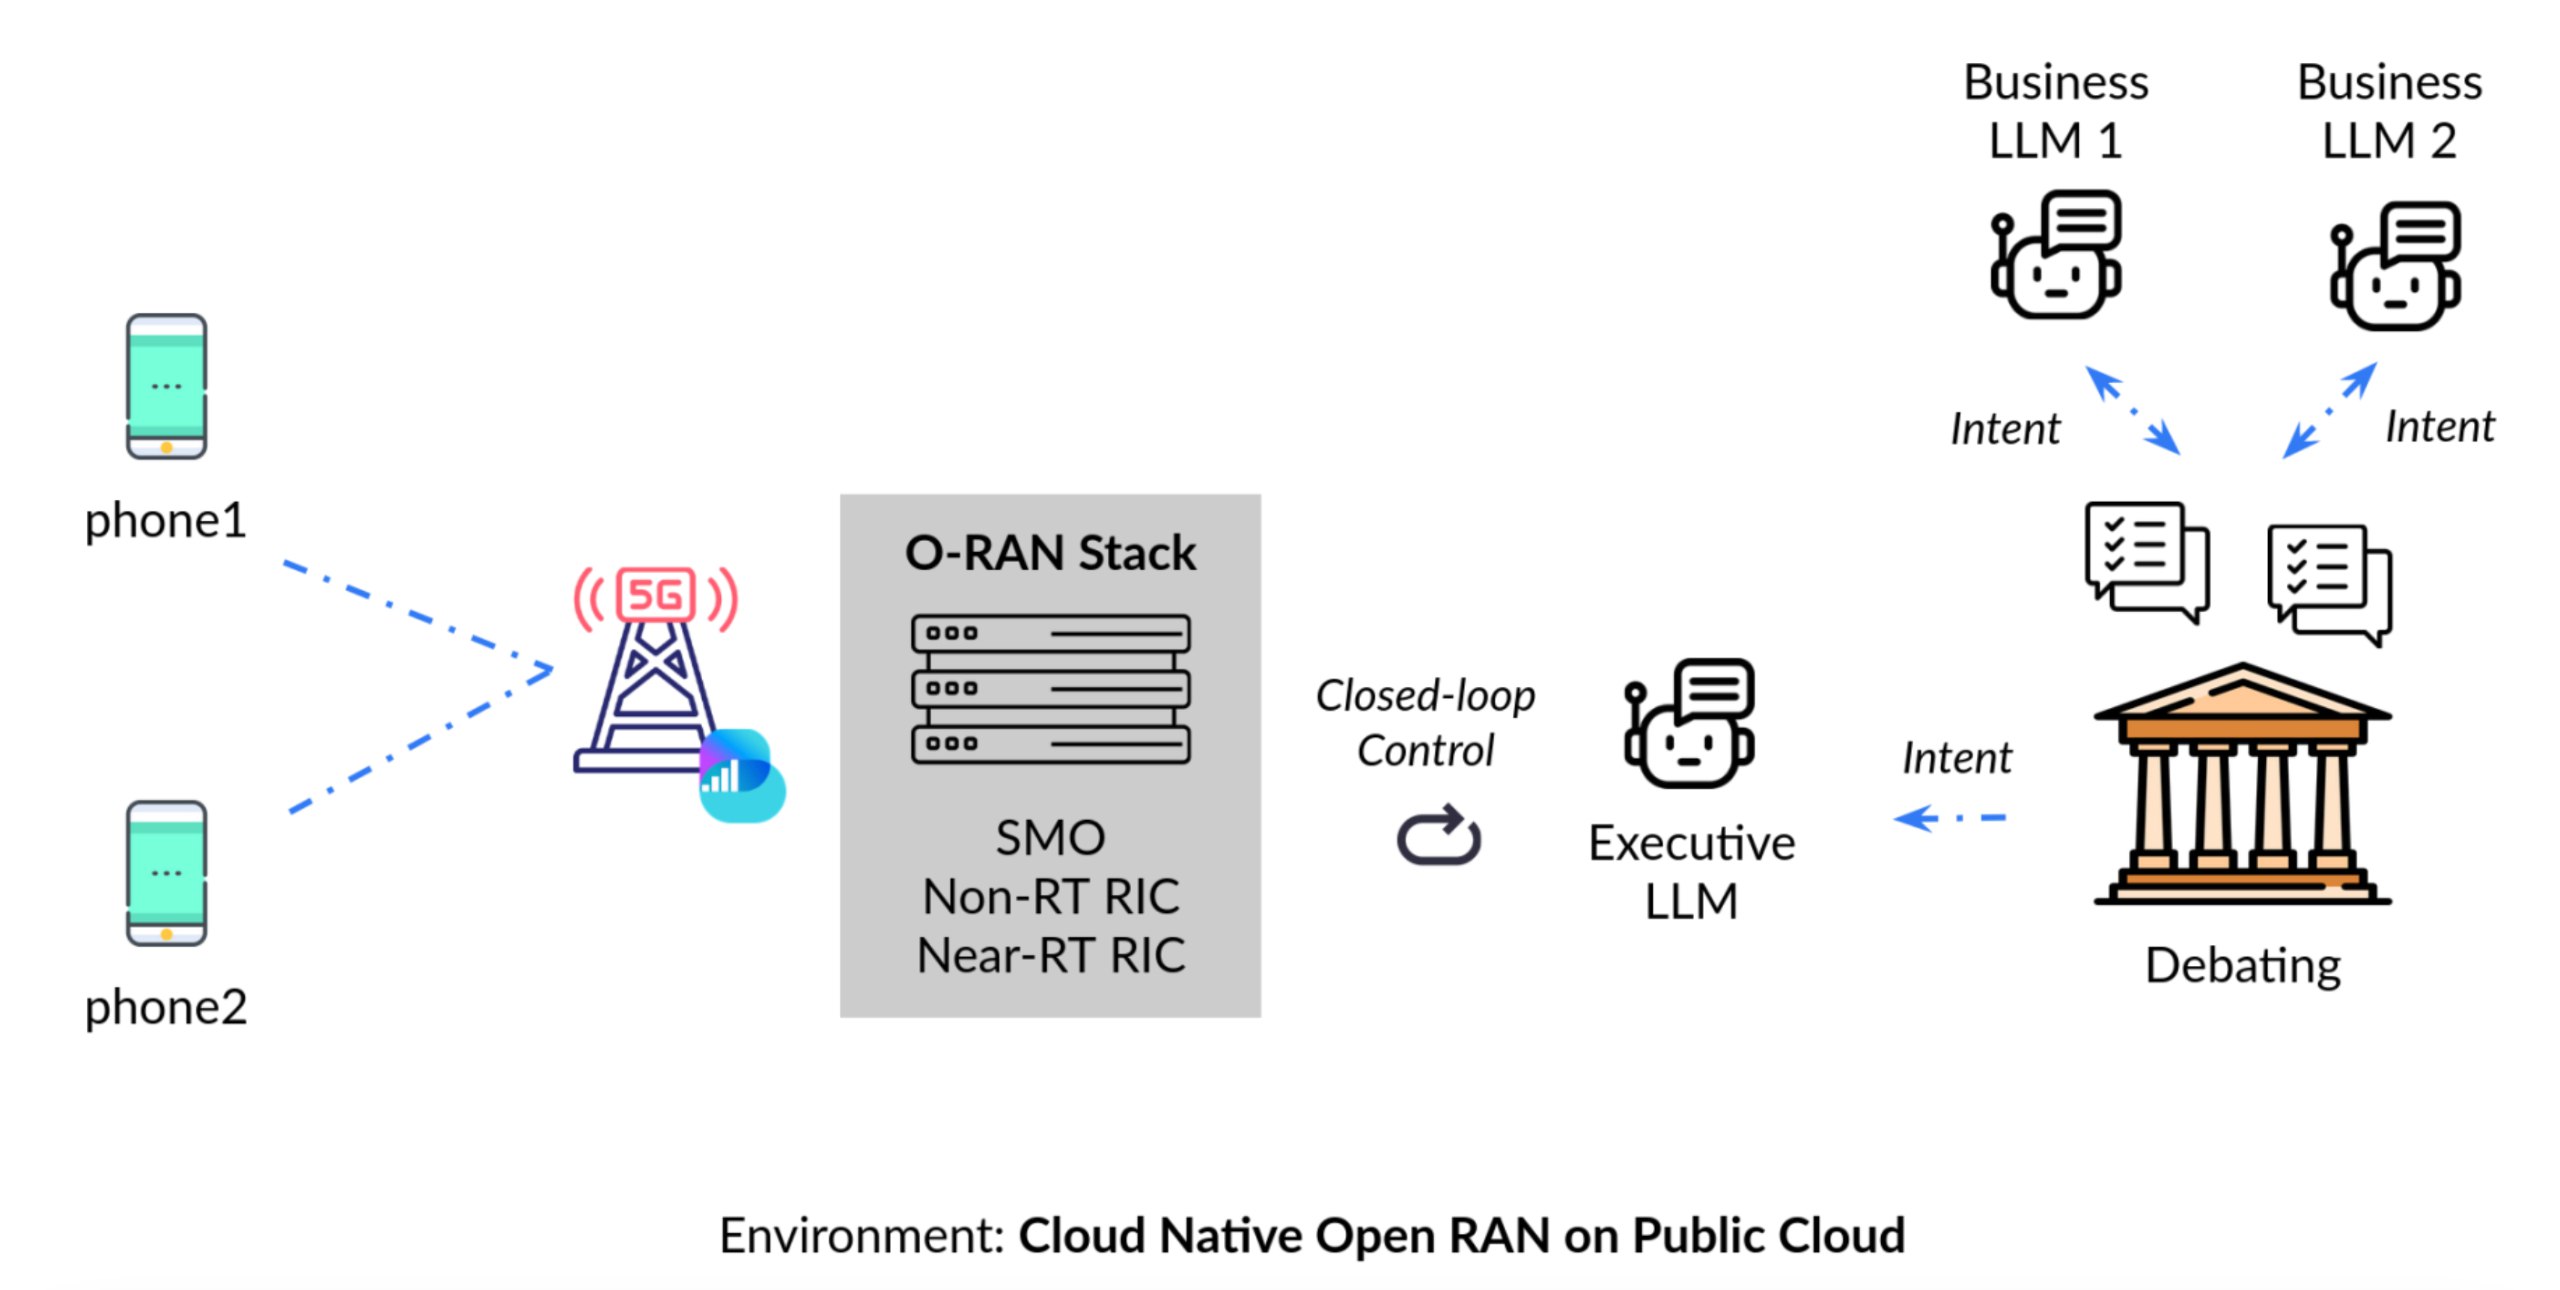 Business
LLM 1
Business
LLM 2
Intent
Intent
phone1
5G
O-RAN Stack
SMO
Non-RT RIC
Near-RT RIC
Closed-loop
Control
Executive
LLM
Intent
Debating
phone2
Environment: Cloud Native Open RAN on Public Cloud